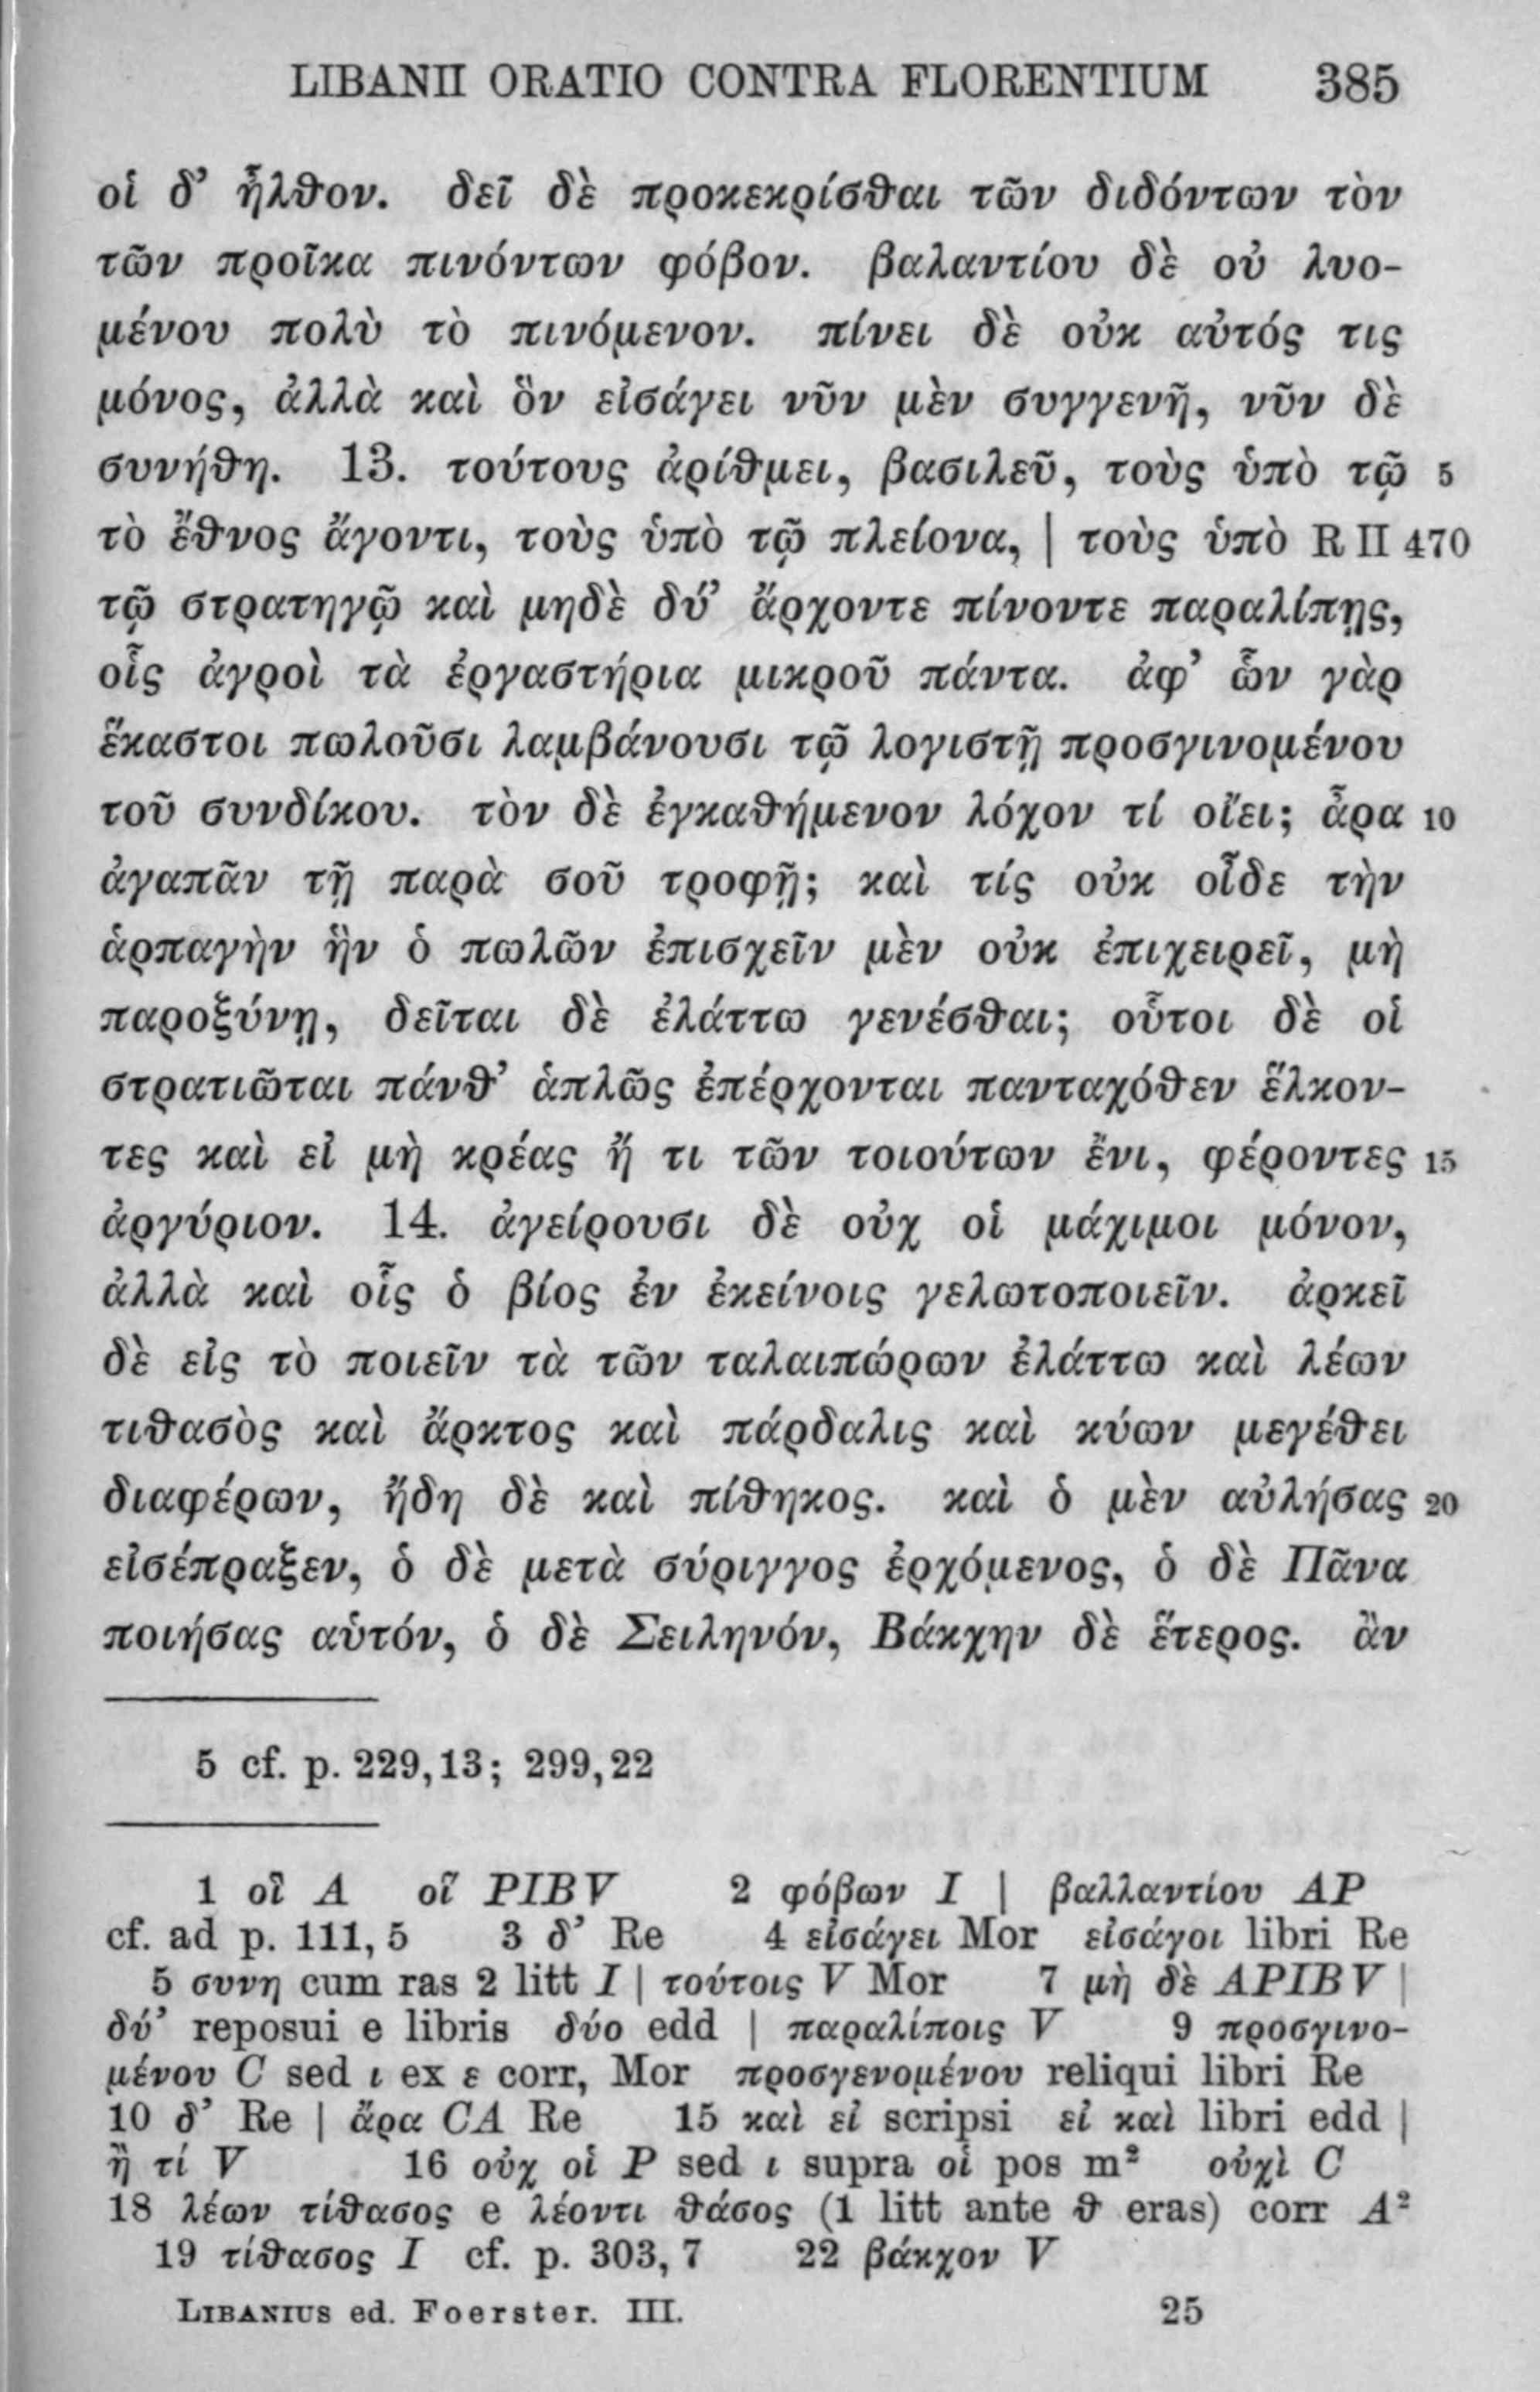 LIBANII ORATIO CONTRA FLORENTIUM 385
οἱ δ’ ἦλθον. δεῖ δὲ προκεκρίσθαι τῶν διδόντων τὸν
τῶν προῖκα πινόντων φόβον. βαλαντίου δὲ οὐ λυο-
μένου πολὺ τὸ πινόμενον. πίνει δὲ οὐκ αὐτός τις
μόνος, ἀλλὰ καὶ ὃν εἰσάγει νῦν μὲν συγγενῆ, νῦν δὲ
συνήθη. 13. τούτους ἀρίθμει, βασιλεῦ, τοὺς ὑπὸ τῷ 5
τὸ ἔθνος ἄγοντι, τοὺς ὑπὸ τῷ πλείονα, | τοὺς ὑπὸ R II 470
τῷ στρατηγῷ καὶ μηδὲ δύ’ ἄρχοντε πίνοντε παραλίπῃς,
οἷς ἀγροὶ τὰ ἐργαστήρια μικροῦ πάντα. ἀφ’ ὧν γὰρ
ἕκαστοι πωλοῦσι λαμβάνουσι τῷ λογιστῇ προσγινομένου
τοῦ συνδίκου. τὸν δὲ ἐγκαθήμενον λόχον τί οἴει; ἆρα 10
ἀγαπᾶν τῇ παρὰ σοῦ τροφῇ; καὶ τίς οὐκ οἶδε τὴν
ἁρπαγὴν ἣν ὁ πωλῶν ἐπισχεῖν μὲν οὐκ ἐπιχειρεῖ, μὴ
παροξύνῃ, δεῖται δὲ ἐλάττω γενέσθαι; οὗτοι δὲ οἱ
στρατιῶται πάνθ’ ἁπλῶς ἐπέρχονται πανταχόθεν ἕλκον-
τες καὶ εἰ μὴ κρέας ἤ τι τῶν τοιούτων ἔνι, φέροντες 15
ἀργύριον. 14. ἀγείρουσι δὲ οὐχ οἱ μάχιμοι μόνον,
ἀλλὰ καὶ οἷς ὁ βίος ἐν ἐκείνοις γελωτοποιεῖν. ἀρκεῖ
δὲ εἰς τὸ ποιεῖν τὰ τῶν ταλαιπώρων ἐλάττω καὶ λέων
τιθασὸς καὶ ἄρκτος καὶ πάρδαλις καὶ κύων μεγέθει
διαφέρων, ἤδη δὲ καὶ πίθηκος. καὶ ὁ μὲν αὐλήσας 20
εἰσέπραξεν, ὁ δὲ μετὰ σύριγγος ἐρχόμενος, ὁ δὲ Πᾶνα
ποιήσας αὑτόν, ὁ δὲ Σειληνόν, Βάκχην δὲ ἕτερος. ἂν
5 cf. p. 229,13; 299,22
1 οἳ A οἵ PIBV 2 φόβων I | βαλλαντίου AP
cf. ad p. 111,5 3 δ’ Re 4 εἰσάγει Mor εἰσάγοι libri Re
5 συνη cum ras 2 litt I | τούτοις V Mor 7 μὴ δὲ APIBV |
δύ’ reposui e libris δύο edd | παραλίποις V 9 προσγινο-
μένου C sed ι ex ε corr, Mor προσγενομένου reliqui libri Re
10 δ’ Re | ἄρα CA Re 15 καὶ εἰ scripsi εἰ καὶ libri edd |
ἢ τί V 16 οὐχ οἱ P sed ι supra οἱ pos m² οὐχὶ C
18 λέων τίθασος e λέοντι θάσος (1 litt ante θ eras) corr A²
19 τίθασος I cf. p. 303,7 22 βάκχον V
LIBANIUS ed. Foerster. III. 25